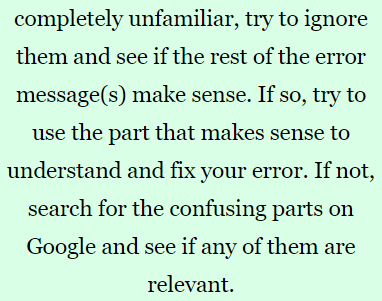 completely unfamiliar, try to ignore
them and see if the rest of the error
message(s) make sense. If so, try to
use the part that makes sense to
understand and fix your error. If not,
search for the confusing parts on
Google and see if any of them are
relevant.